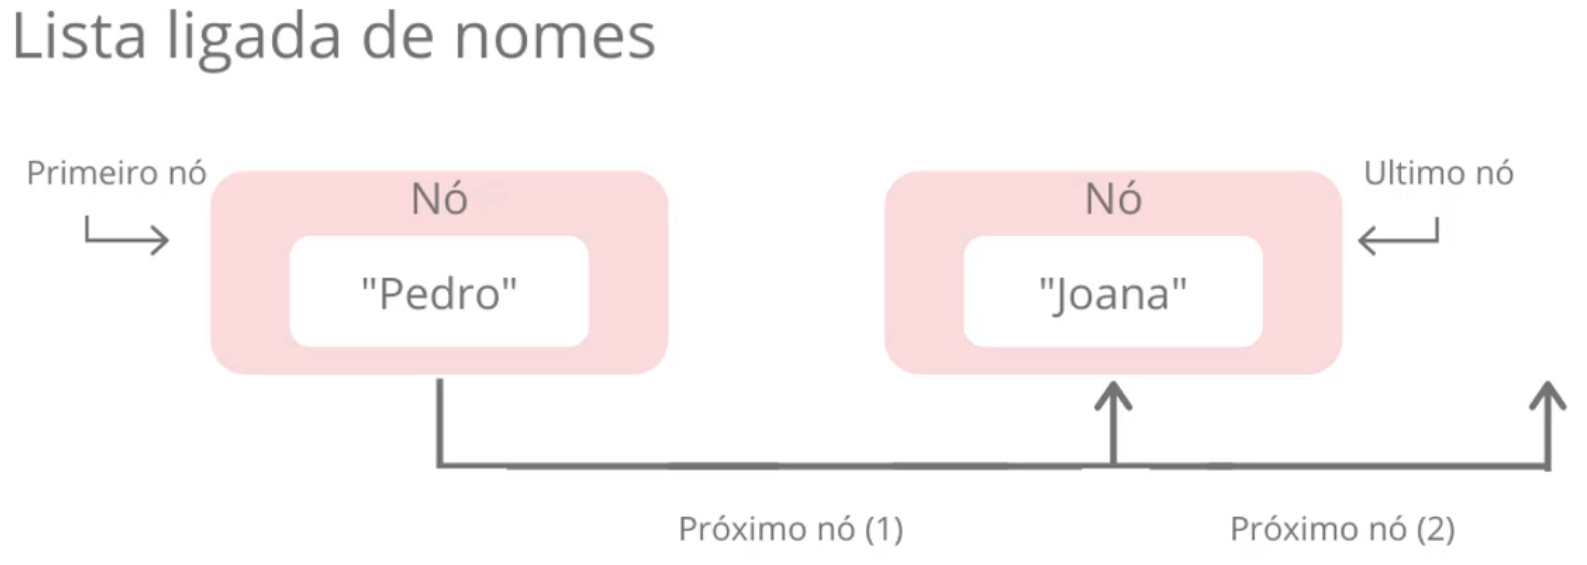 Lista ligada de nomes
Primeiro nó
Nó
"Pedro"
Nó
"Joana"
Ultimo nó
Próximo nó (1)
Próximo nó (2)